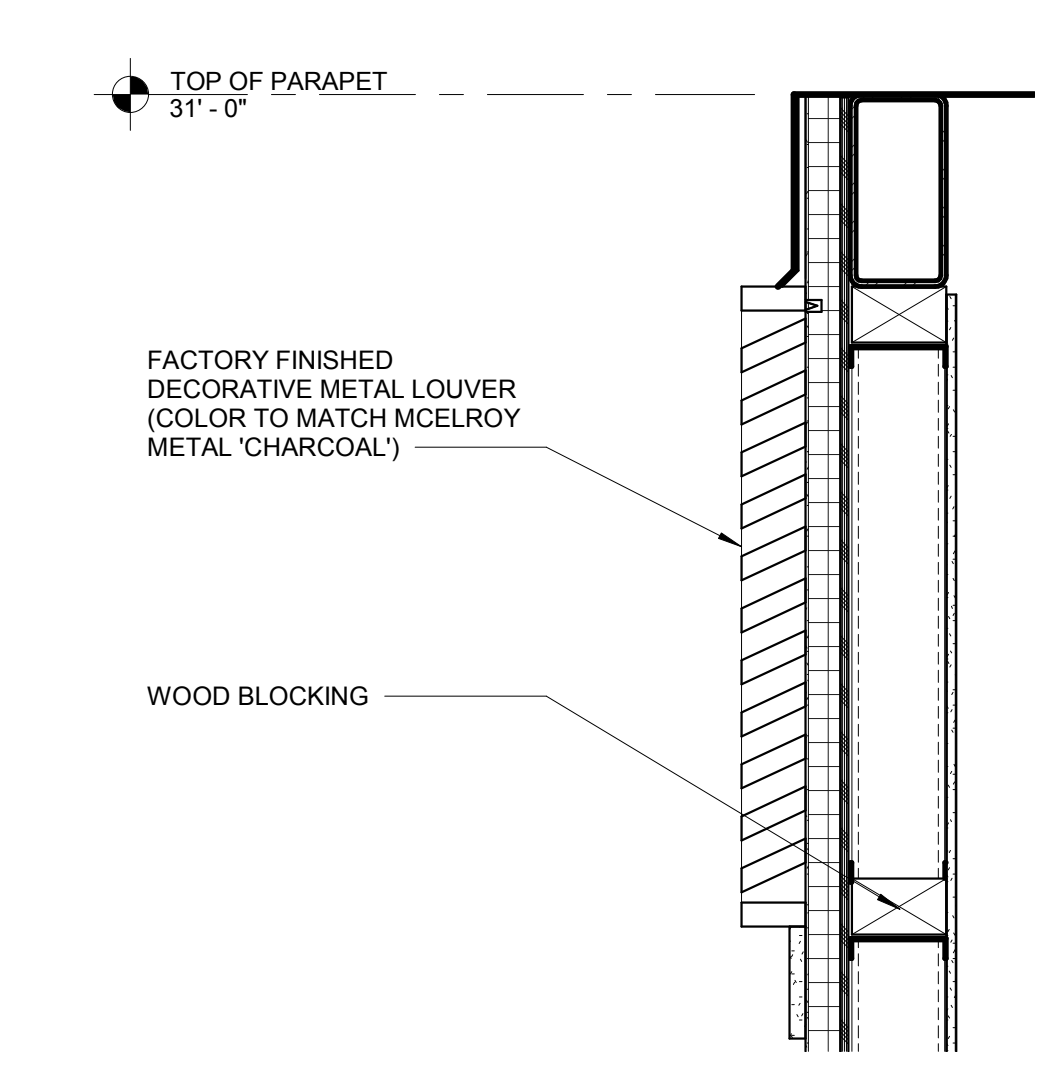 TOP OF PARAPET
31' - 0"
FACTORY FINISHED
DECORATIVE METAL LOUVER
(COLOR TO MATCH MCELROY
METAL 'CHARCOAL')
WOOD BLOCKING